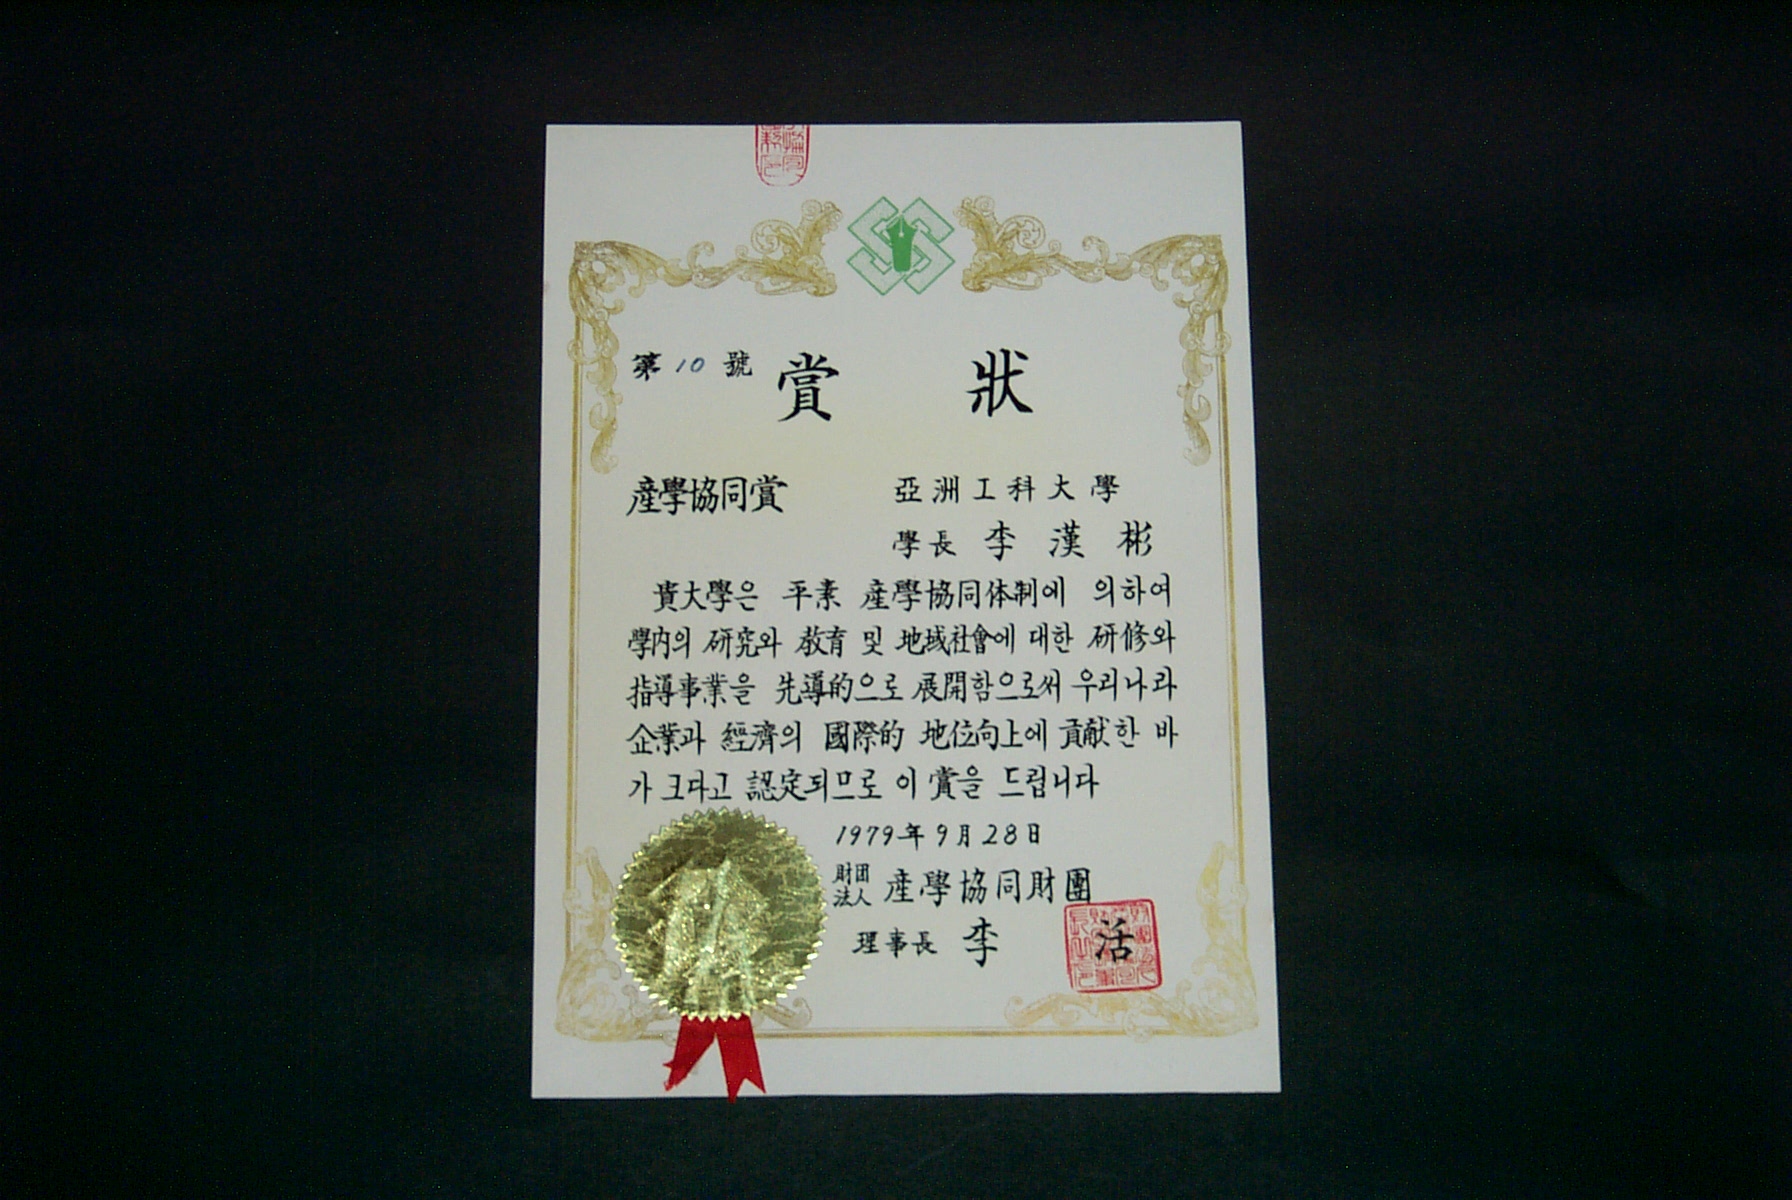 第 10 號 賞 狀
産學協同賞 亞洲工科大學
學長 李 漢 彬
貴大學은 平素 産學協同体制에 의하여
學內의 研究와 敎育 및 地域社會에 대한 研修와
指導事業을 先導的으로 展開함으로써 우리나라
企業과 經濟의 國際的 地位向上에 貢献한 바
가 크다고 認定되므로 이 賞을 드립니다
1979年 9月 28日
財団法人 産學協同財團
理事長 李 活